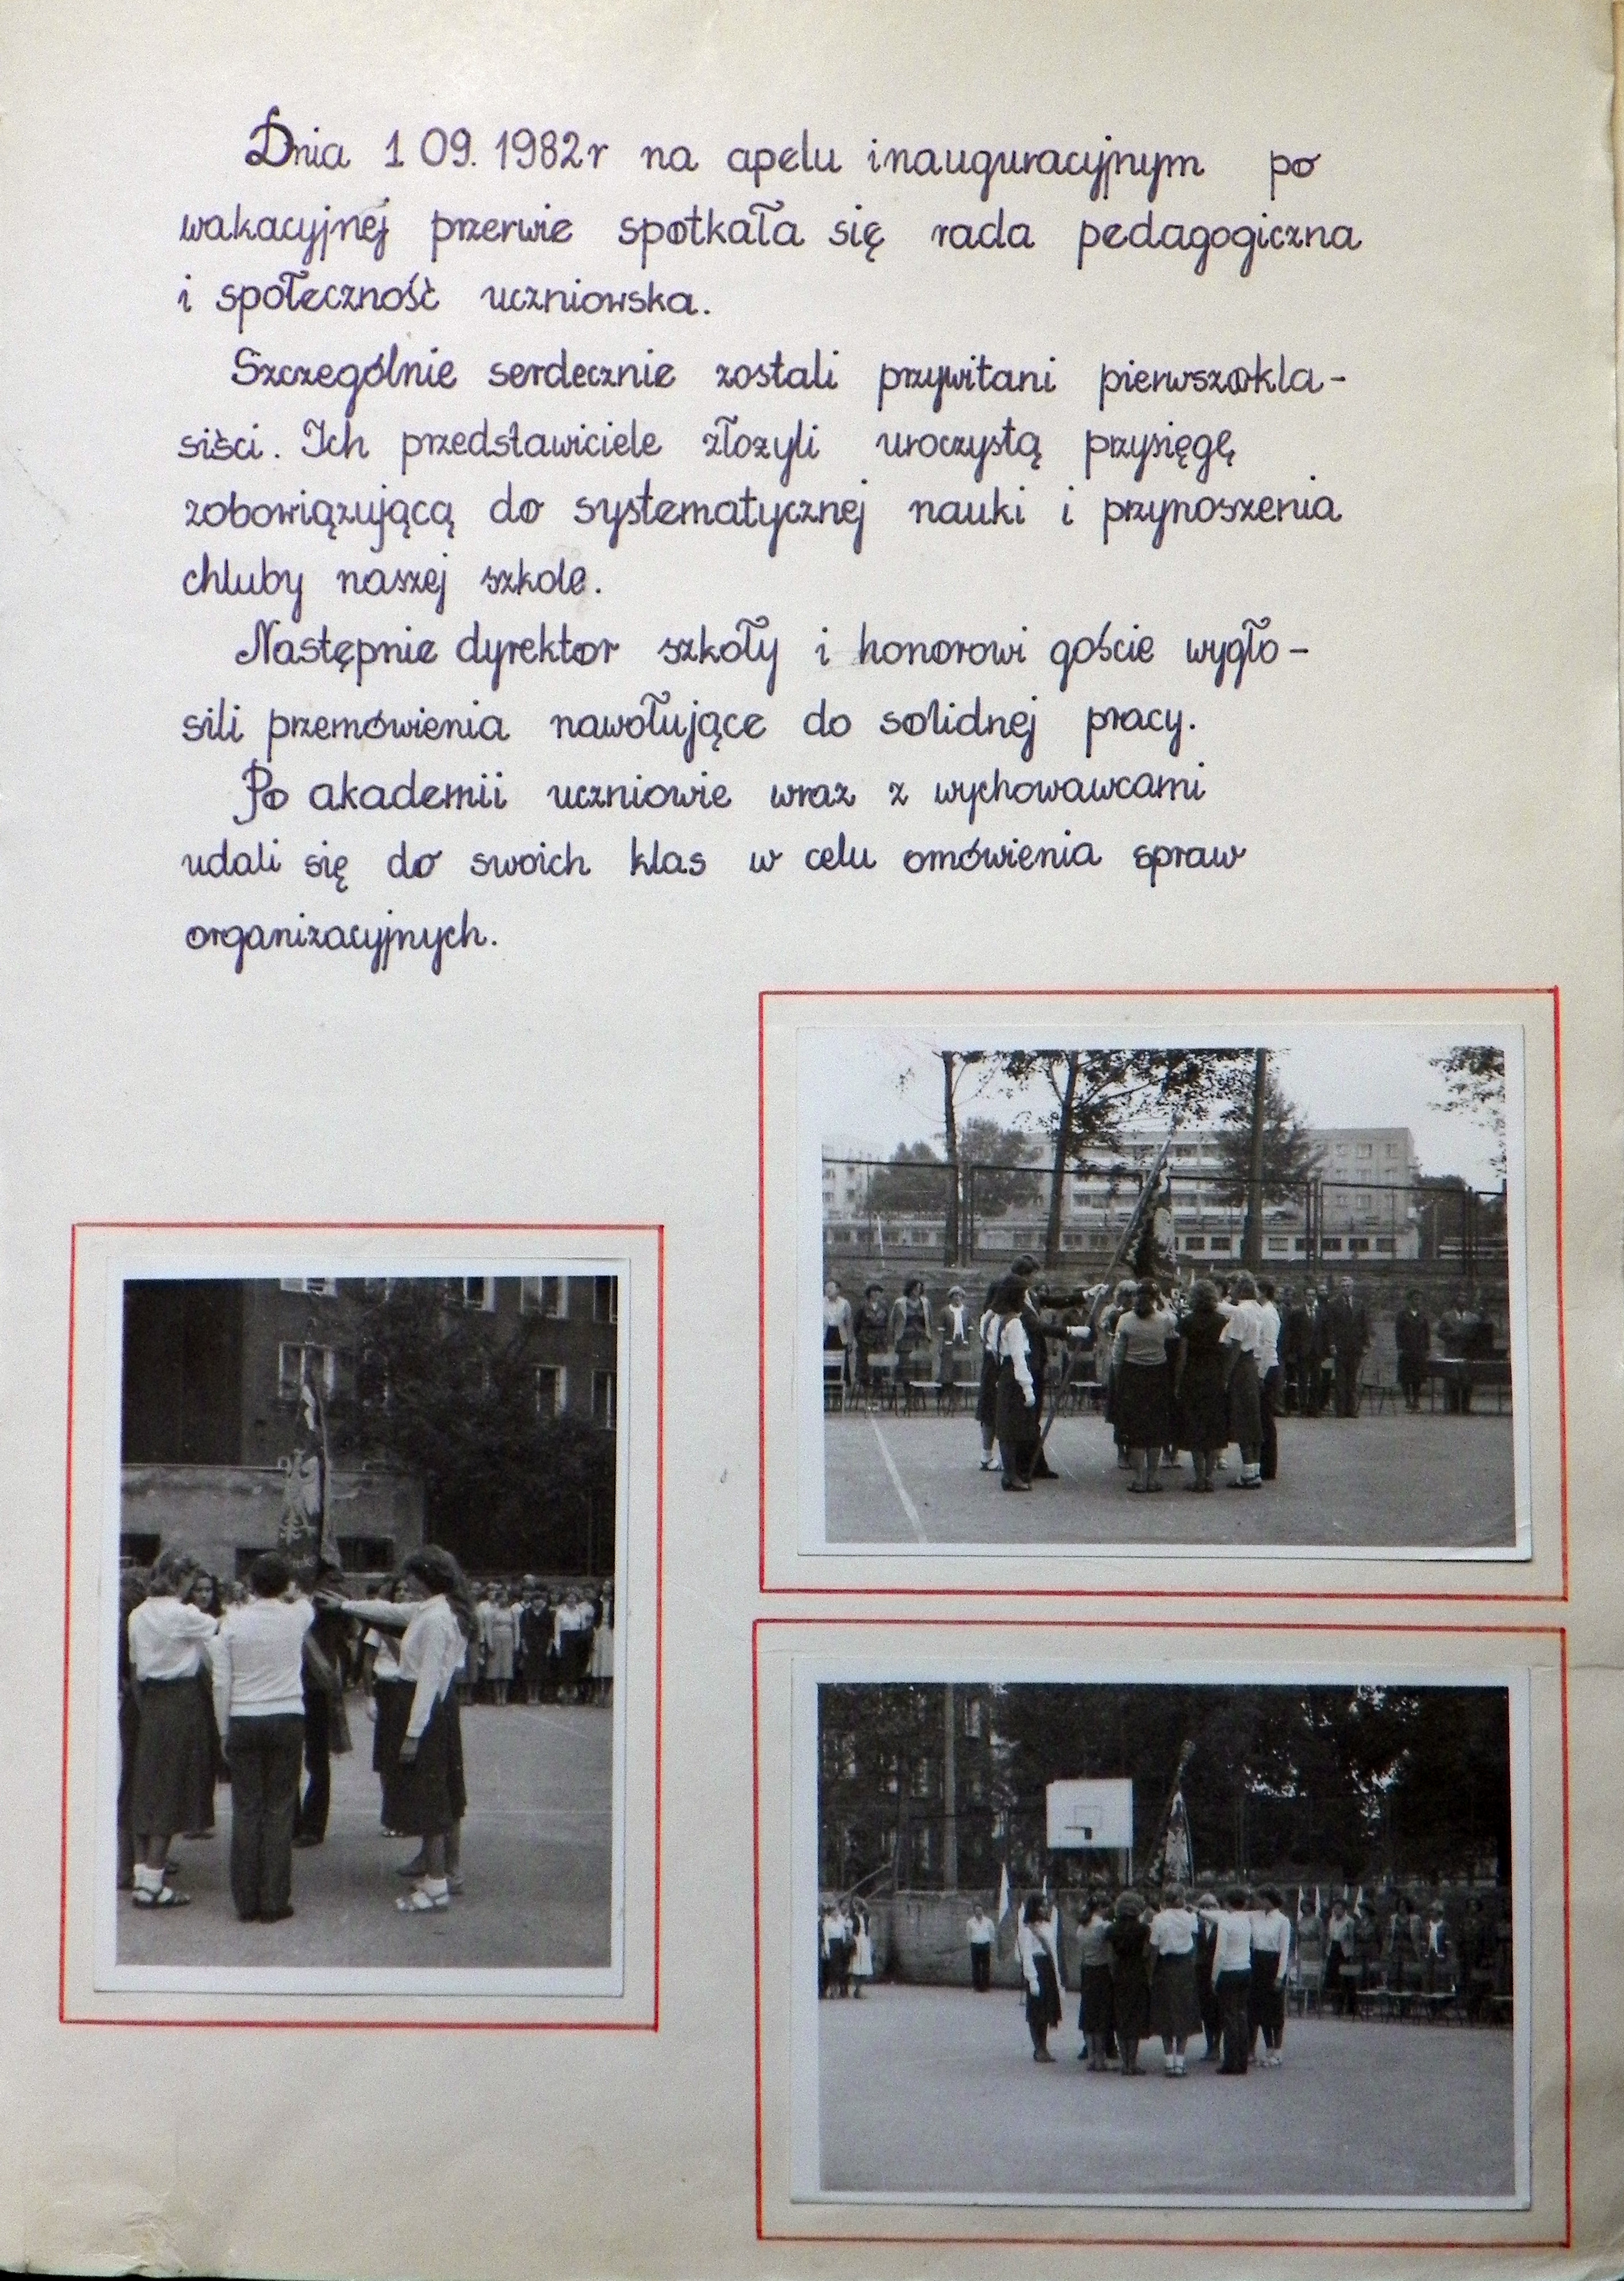 Dnia 1 09. 1982r na apelu inauguracyjnym po
wakacyjnej przerwie spotkała się rada pedagogiczna
i społeczność uczniowska.
Szczególnie serdecznie zostali przywitani pierwszokla-
siści. Ich przedstawiciele złozyli uroczystą przysięgę
zobowiązującą do systematycznej nauki i przynoszenia
chluby naszej szkole.
Następnie dyrektor szkoły i honorowi goście wygło-
sili przemówienia nawołujące do solidnej pracy.
Po akademii uczniowie wraz z wychowawcami
udali się do swoich klas w celu omówienia spraw
organizacyjnych.